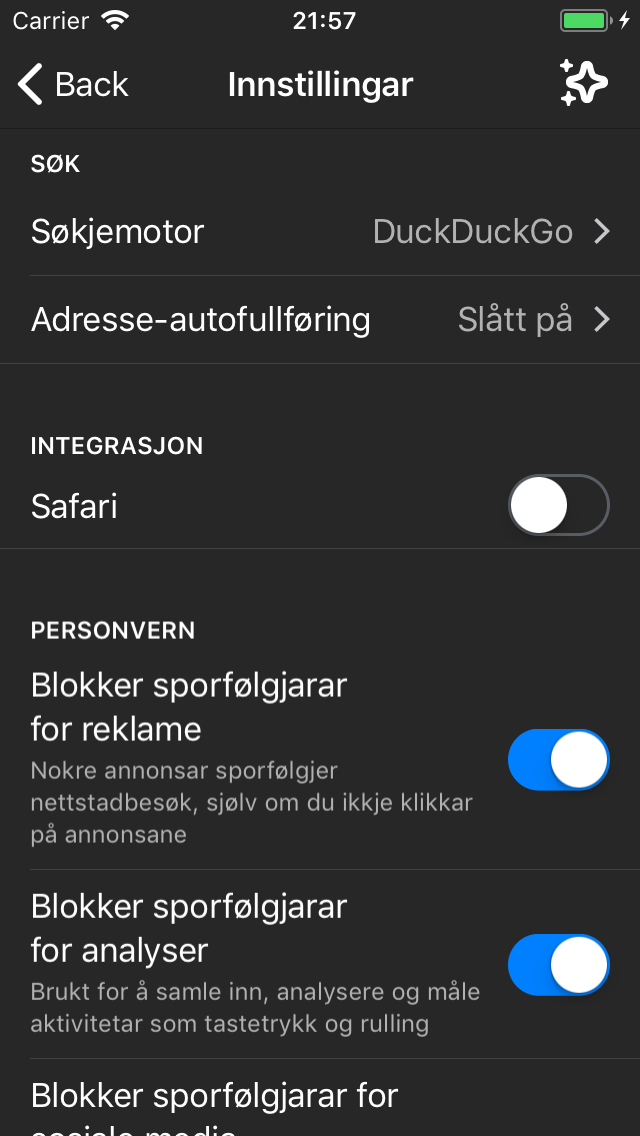 Carrier 21:57
Back Innstillingar
SØK
Søkjemotor DuckDuckGo
Adresse-autofullføring Slått på
INTEGRASJON
Safari
PERSONVERN
Blokker sporfølgjarar
for reklame
Nokre annonsar sporfølgjer
nettstadbesøk, sjølv om du ikkje klikkar
på annonsane
Blokker sporfølgjarar
for analyser
Brukt for å samle inn, analysere og måle
aktivitetar som tastetrykk og rulling
Blokker sporfølgjarar for
sosiale media